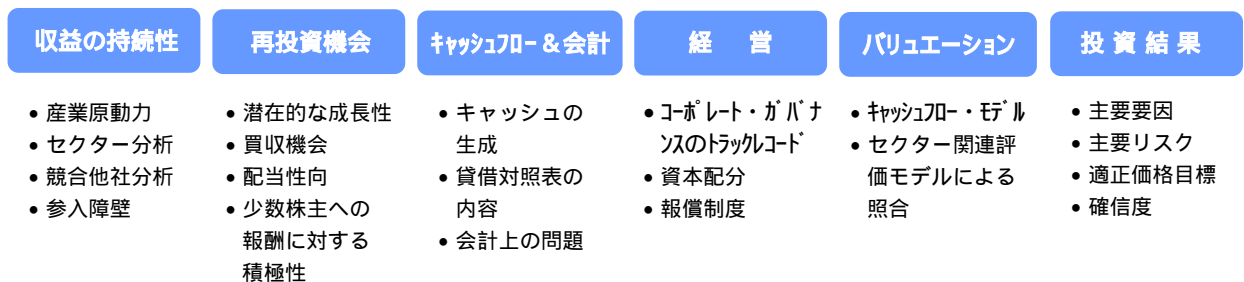 収益の持続性
・産業原動力
・セクター分析
・競合他社分析
・参入障壁
再投資機会
・潜在的な成長性
・買収機会
・配当性向
・少数株主への
報酬に対する
積極性
ｷｬｯｼｭﾌﾛｰ＆会計
・キャッシュの
生成
・貸借対照表の
内容
・会計上の問題
経　営
・ｺｰﾎﾟﾚｰﾄ・ｶﾞﾊﾞﾅ
ﾝｽのﾄﾗｯｸﾚｺｰﾄﾞ
・資本配分
・報償制度
バリュエーション
・ｷｬｯｼｭﾌﾛｰ・ﾓﾃﾞﾙ
・セクター関連評
価モデルによる
照合
投資結果
・主要要因
・主要リスク
・適正価格目標
・確信度